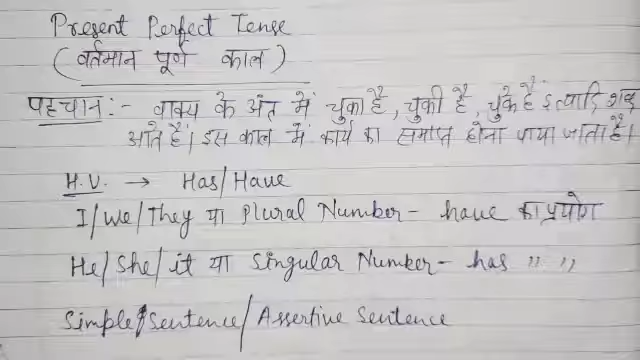 Present Perfect Tense
(वर्तमान पूर्ण काल)
पहचान:- वाक्य के अंत में चुका है, चुकी है, चुके हैं इत्यादि शब्द
आते हैं। इस काल में कार्य का समाप्त होना पाया जाता है।
H.V. → Has/Have
I/We/They या Plural Number - have का प्रयोग
He/She/it या Singular Number - has " "
Simple Sentence/Assertive Sentence